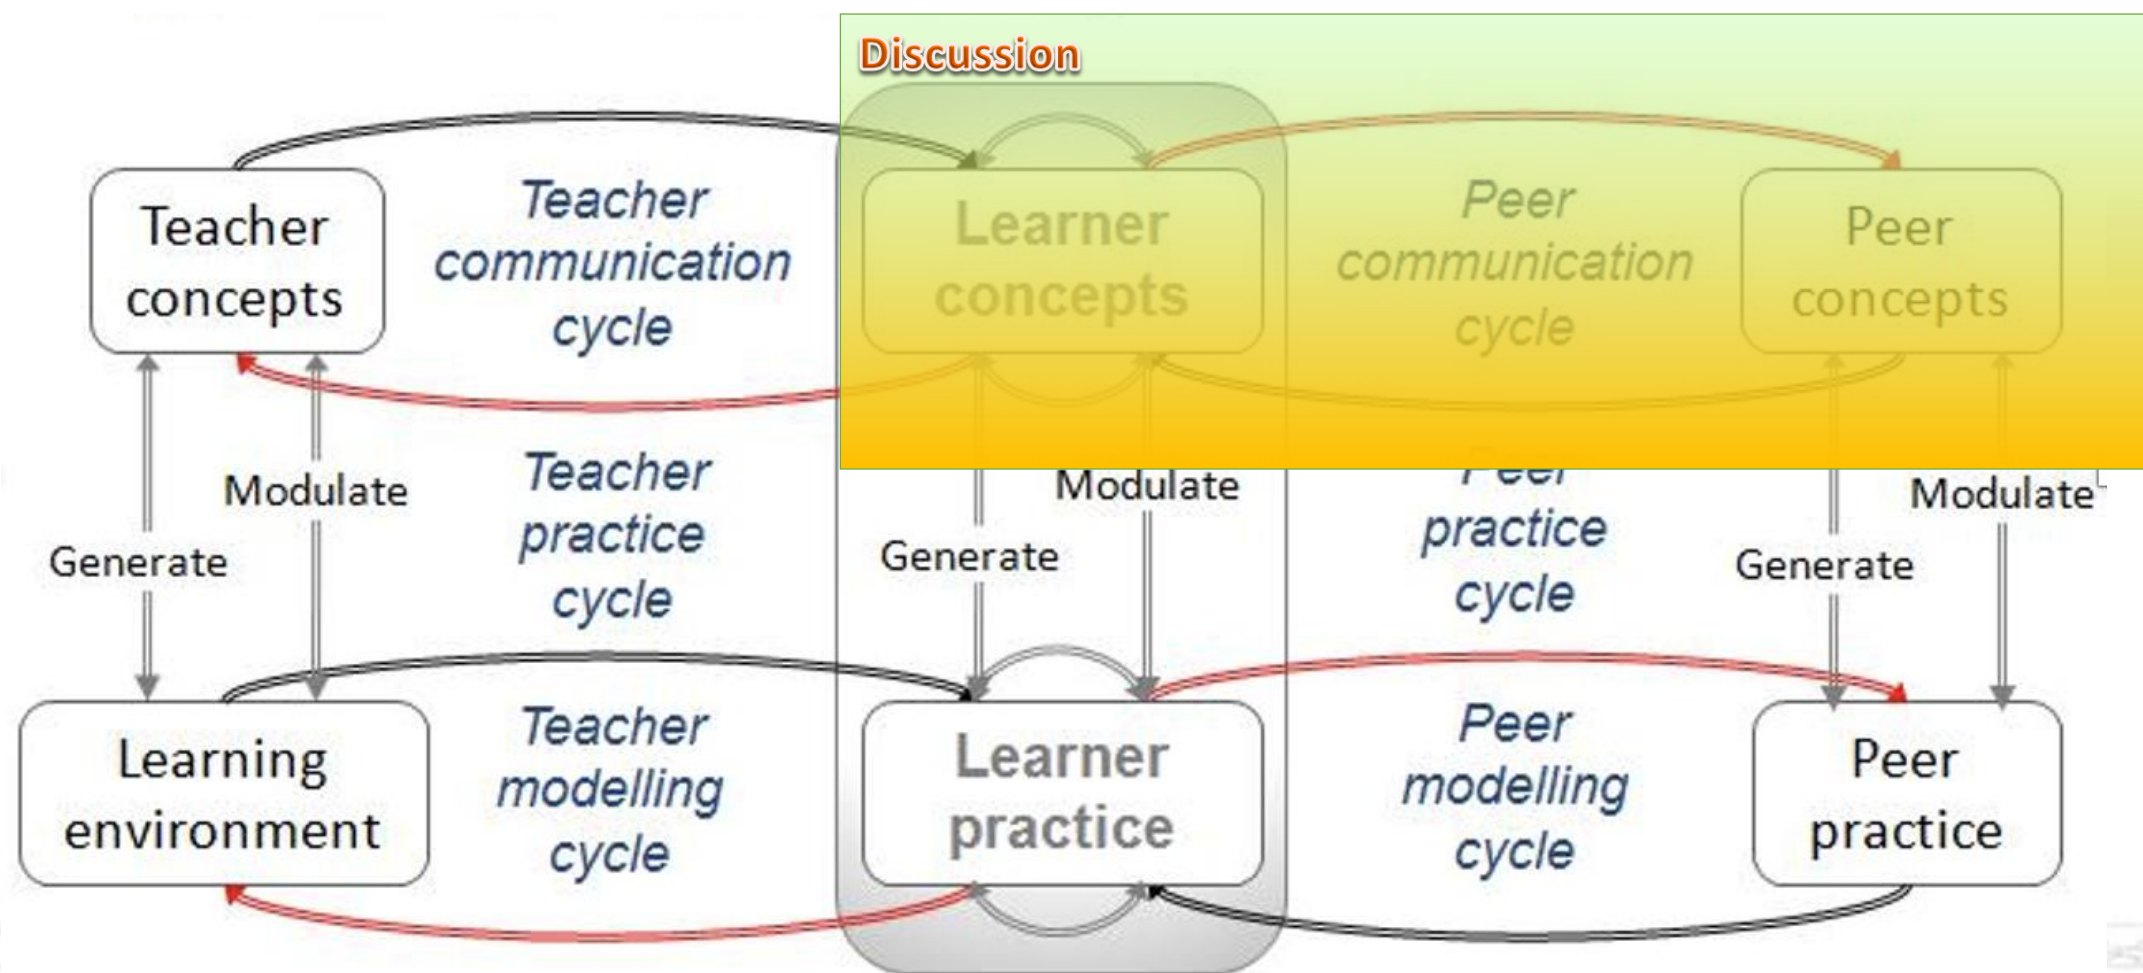 Discussion
Teacher
concepts
Teacher
communication
cycle
Learner
concepts
Peer
communication
cycle
Peer
concepts
Generate
Modulate
Teacher
practice
cycle
Generate
Modulate
Peer
practice
cycle
Generate
Modulate
Learning
environment
Teacher
modelling
cycle
Learner
practice
Peer
modelling
cycle
Peer
practice